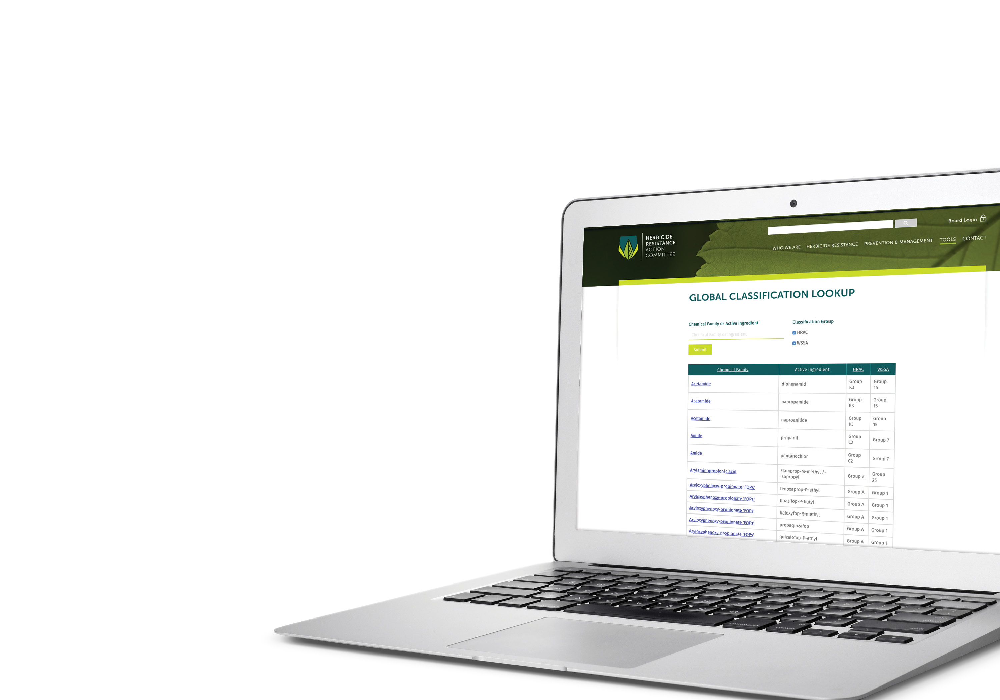 HERBICIDE
RESISTANCE
ACTION
COMMITTEE
Board Login
WHO WE ARE HERBICIDE RESISTANCE PREVENTION & MANAGEMENT TOOLS CONTACT
GLOBAL CLASSIFICATION LOOKUP
Chemical Family or Active Ingredient
Classification Group
Chemical Family or Ingredient
HRAC
WSSA
Submit
Chemical Family Active Ingredient HRAC WSSA
Acetamide diphenamid Group K3 Group 15
Acetamide napropamide Group K3 Group 15
Acetamide naproanilide Group K3 Group 15
Amide propanil Group C2 Group 7
Amide pentanochlor Group C2 Group 7
Arylaminopropionic acid Flamprop-M-methyl /-isopropyl Group Z Group 25
Aryloxyphenoxy-propionate 'FOPs' fenoxaprop-P-ethyl Group A Group 1
Aryloxyphenoxy-propionate 'FOPs' fluazifop-P-butyl Group A Group 1
Aryloxyphenoxy-propionate 'FOPs' haloxyfop-R-methyl Group A Group 1
Aryloxyphenoxy-propionate 'FOPs' propaquizafop Group A Group 1
Aryloxyphenoxy-propionate 'FOPs' quizalofop-P-ethyl Group A Group 1
command option
shift